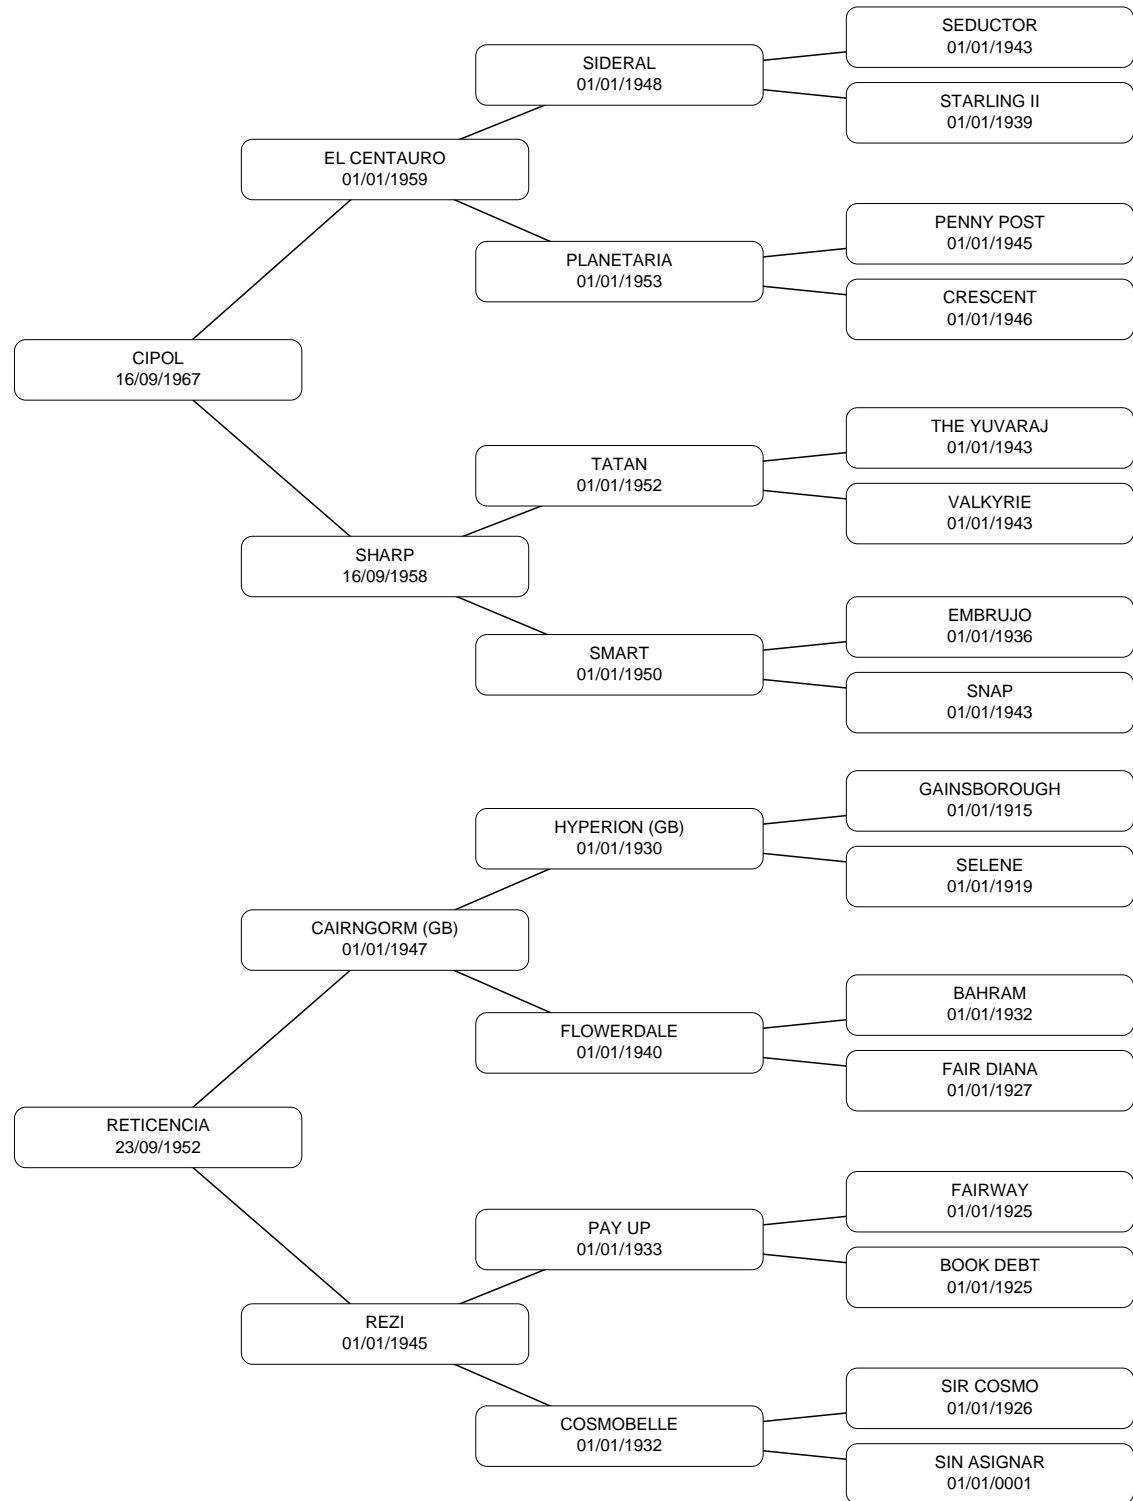 SEDUCTOR
01/01/1943
SIDERAL
01/01/1948
STARLING II
01/01/1939
EL CENTAURO
01/01/1959
PENNY POST
01/01/1945
PLANETARIA
01/01/1953
CRESCENT
01/01/1946
CIPOL
16/09/1967
THE YUVARAJ
01/01/1943
TATAN
01/01/1952
VALKYRIE
01/01/1943
SHARP
16/09/1958
EMBRUJO
01/01/1936
SMART
01/01/1950
SNAP
01/01/1943
GAINSBOROUGH
01/01/1915
HYPERION (GB)
01/01/1930
SELENE
01/01/1919
CAIRNGORM (GB)
01/01/1947
BAHRAM
01/01/1932
FLOWERDALE
01/01/1940
FAIR DIANA
01/01/1927
RETICENCIA
23/09/1952
FAIRWAY
01/01/1925
PAY UP
01/01/1933
BOOK DEBT
01/01/1925
REZI
01/01/1945
SIR COSMO
01/01/1926
COSMOBELLE
01/01/1932
SIN ASIGNAR
01/01/0001